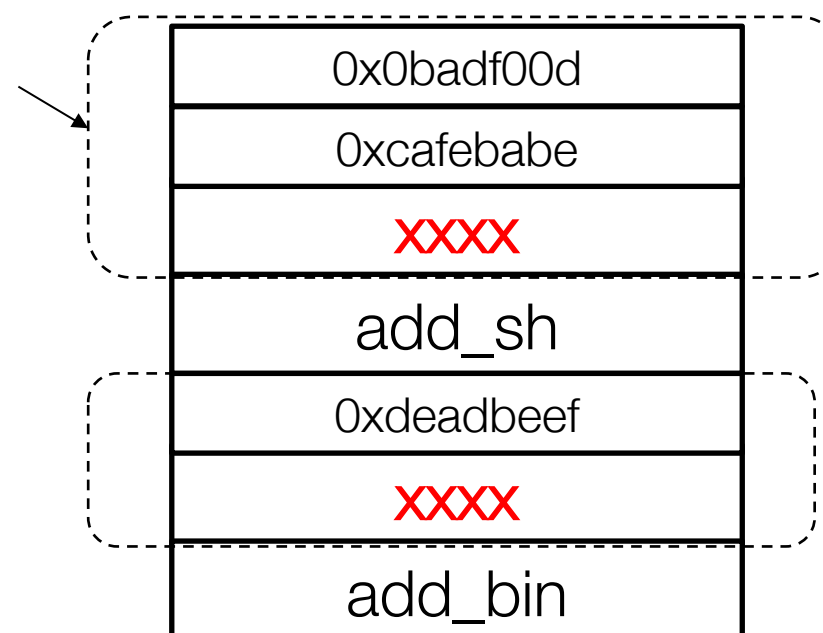 0x0badf00d
0xcafebabe
xxxx
add_sh
0xdeadbeef
xxxx
add_bin